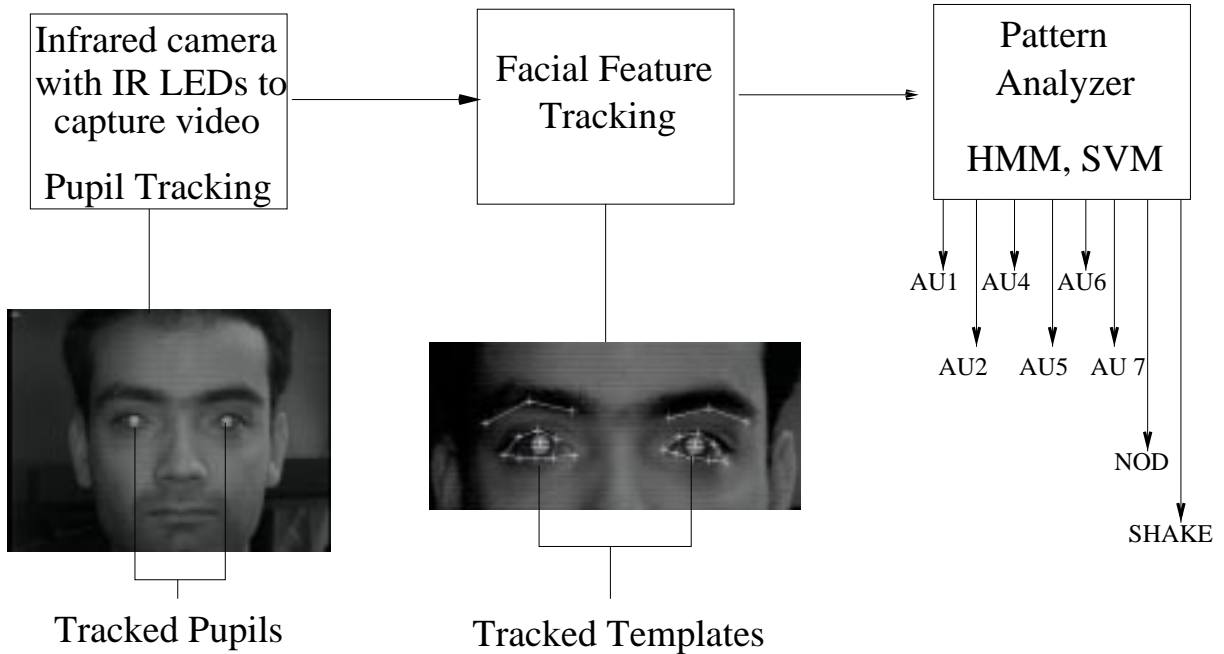 Infrared camera
with IR LEDs to
capture video
Pupil Tracking
Facial Feature
Tracking
Pattern
Analyzer
HMM, SVM
AU1
AU4
AU6
AU2
AU5
AU 7
NOD
SHAKE
Tracked Pupils
Tracked Templates